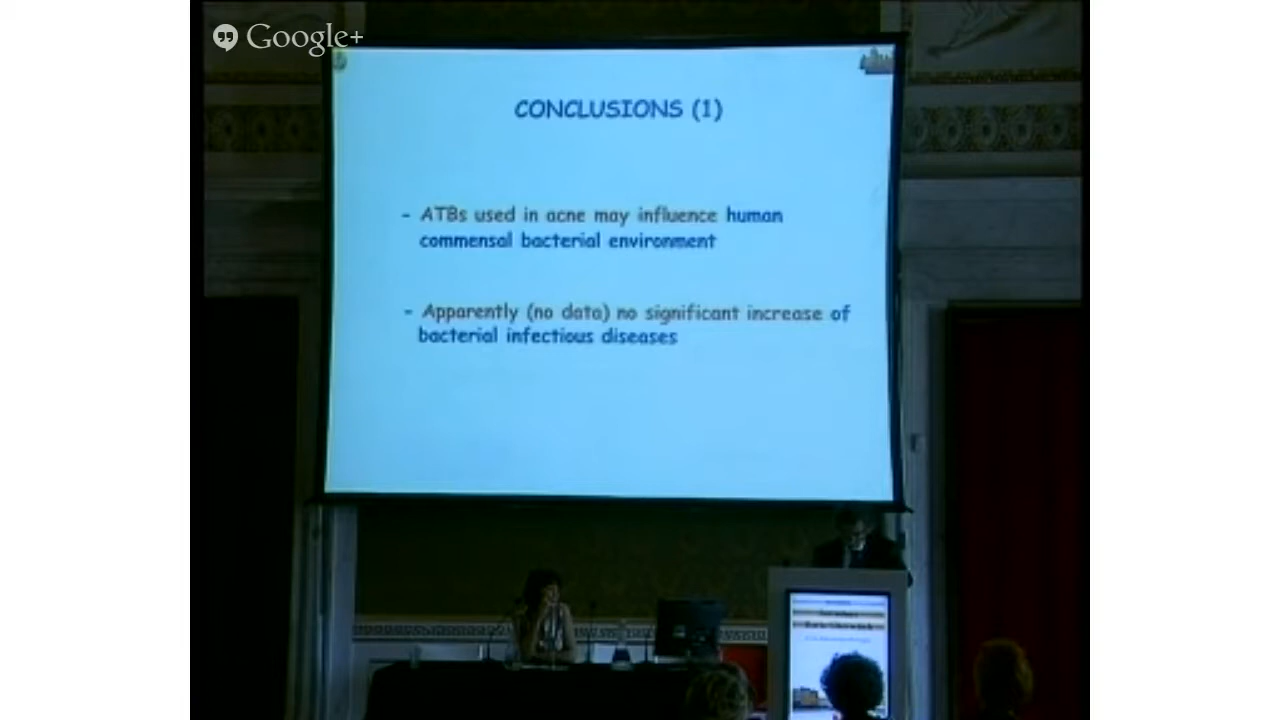 Google+
CONCLUSIONS (1)
- ATBs used in acne may influence human
commensal bacterial environment
- Apparently (no data) no significant increase of
bacterial infectious diseases